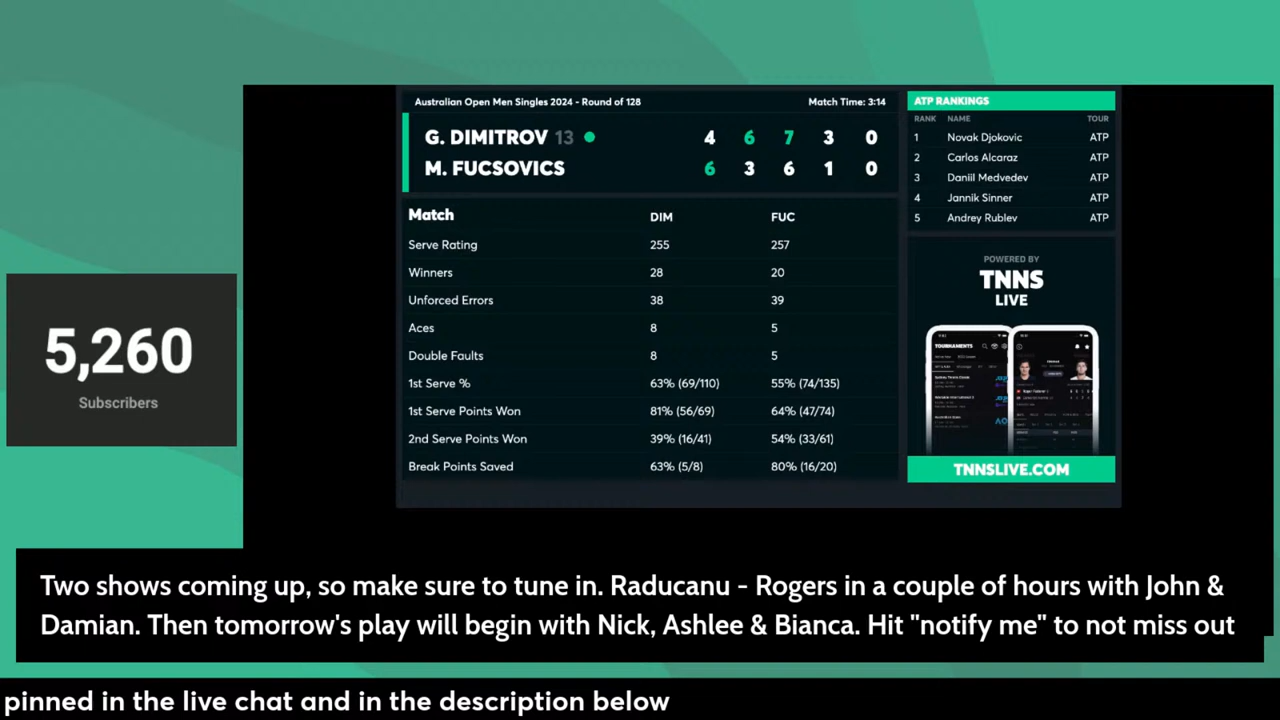 Australian Open Men Singles 2024 - Round of 128
Match Time: 3:14
G. DIMITROV 13 4 6 7 3 0
M. FUCSOVICS 6 3 6 1 0
Match DIM FUC
Serve Rating 255 257
Winners 28 20
Unforced Errors 38 39
Aces 8 5
Double Faults 8 5
1st Serve % 63% (69/110) 55% (74/135)
1st Serve Points Won 81% (56/69) 64% (47/74)
2nd Serve Points Won 39% (16/41) 54% (33/61)
Break Points Saved 63% (5/8) 80% (16/20)
ATP RANKINGS
RANK NAME TOUR
1 Novak Djokovic ATP
2 Carlos Alcaraz ATP
3 Daniil Medvedev ATP
4 Jannik Sinner ATP
5 Andrey Rublev ATP
POWERED BY
TNNS
LIVE
TOURNAMENTS
TNNSLIVE.COM
5,260
Subscribers
Two shows coming up, so make sure to tune in. Raducanu - Rogers in a couple of hours with John &
Damian. Then tomorrow's play will begin with Nick, Ashlee & Bianca. Hit "notify me" to not miss out
pinned in the live chat and in the description below